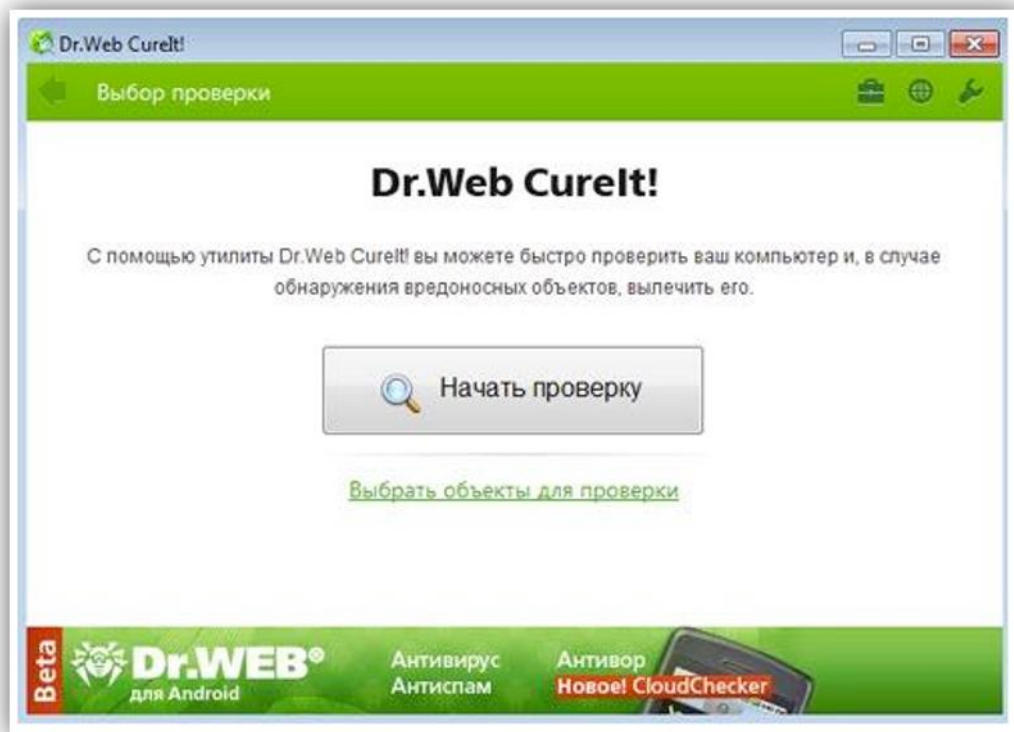 Dr.Web CureIt!
Выбор проверки
Dr.Web CureIt!
С помощью утилиты Dr.Web CureIt! вы можете быстро проверить ваш компьютер и, в случае
обнаружения вредоносных объектов, вылечить его.
Начать проверку
Выбрать объекты для проверки
Beta
Dr.WEB®
для Android
Антивирус
Антиспам
Антивор
Новое! CloudChecker